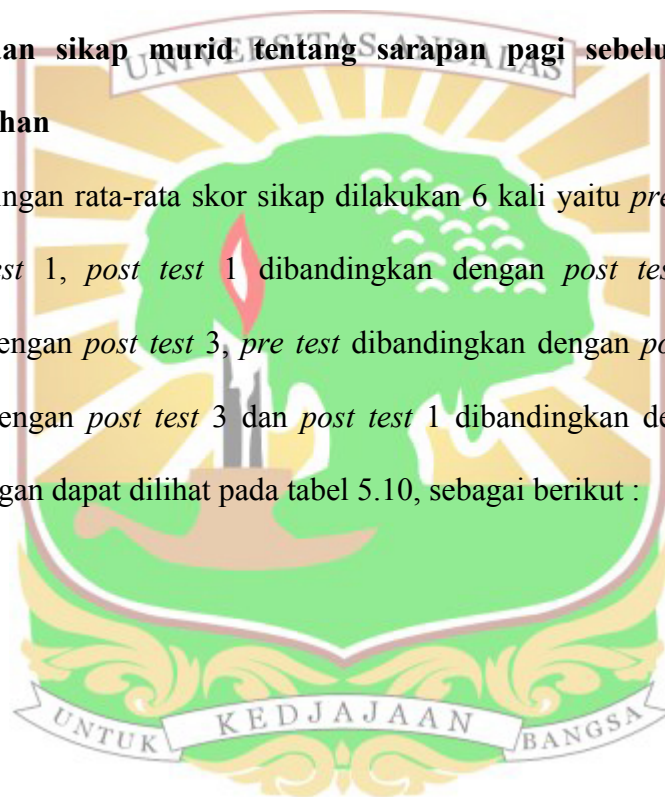 UNIVERSITAS ANDALAS
an sikap murid tentang sarapan pagi sebelu
han
ngan rata-rata skor sikap dilakukan 6 kali yaitu pre
est 1, post test 1 dibandingkan dengan post tes
engan post test 3, pre test dibandingkan dengan po
engan post test 3 dan post test 1 dibandingkan de
gan dapat dilihat pada tabel 5.10, sebagai berikut :
UNTUK KEDJAJAAN BANGSA